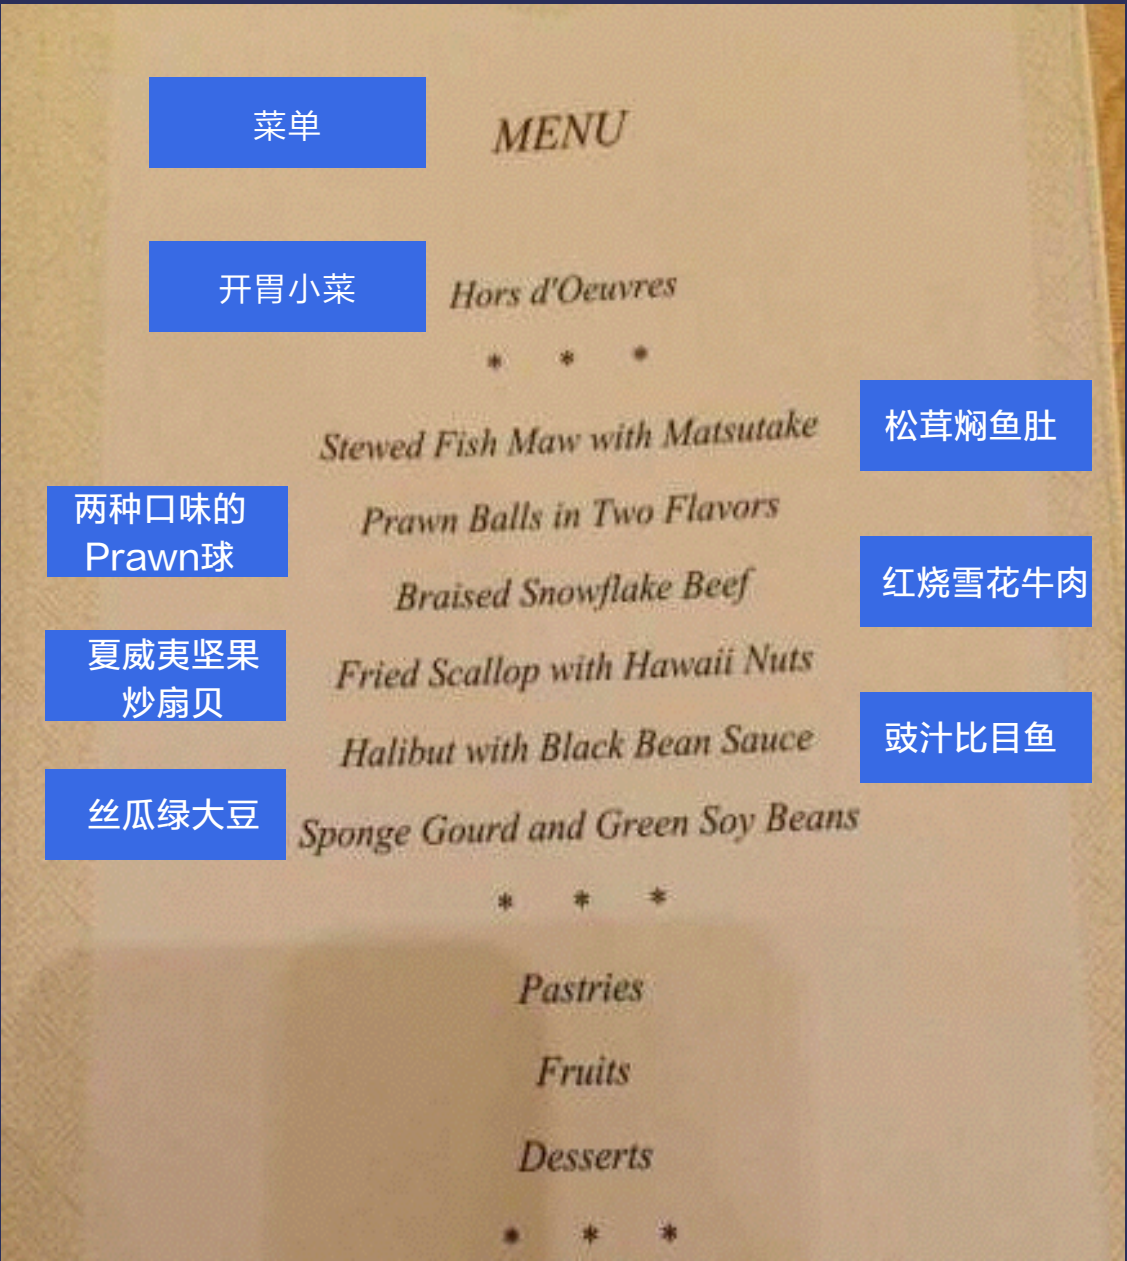 菜单
MENU
开胃小菜
Hors d'Oeuvres
* * *
Stewed Fish Maw with Matsutake
松茸焖鱼肚
两种口味的
Prawn球
Prawn Balls in Two Flavors
Braised Snowflake Beef
红烧雪花牛肉
夏威夷坚果
炒扇贝
Fried Scallop with Hawaii Nuts
Halibut with Black Bean Sauce
豉汁比目鱼
丝瓜绿大豆
Sponge Gourd and Green Soy Beans
* * *
Pastries
Fruits
Desserts
* * *